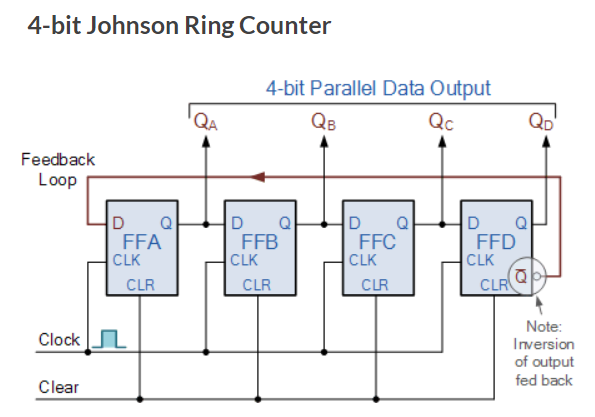 4-bit Johnson Ring Counter
4-bit Parallel Data Output
QA QB QC QD
Feedback
Loop
D Q D Q D Q D Q
FFA FFB FFC FFD
CLK CLK CLK CLK
Q̅
CLR CLR CLR CLR
Note:
Inversion
of output
fed back
Clock
Clear